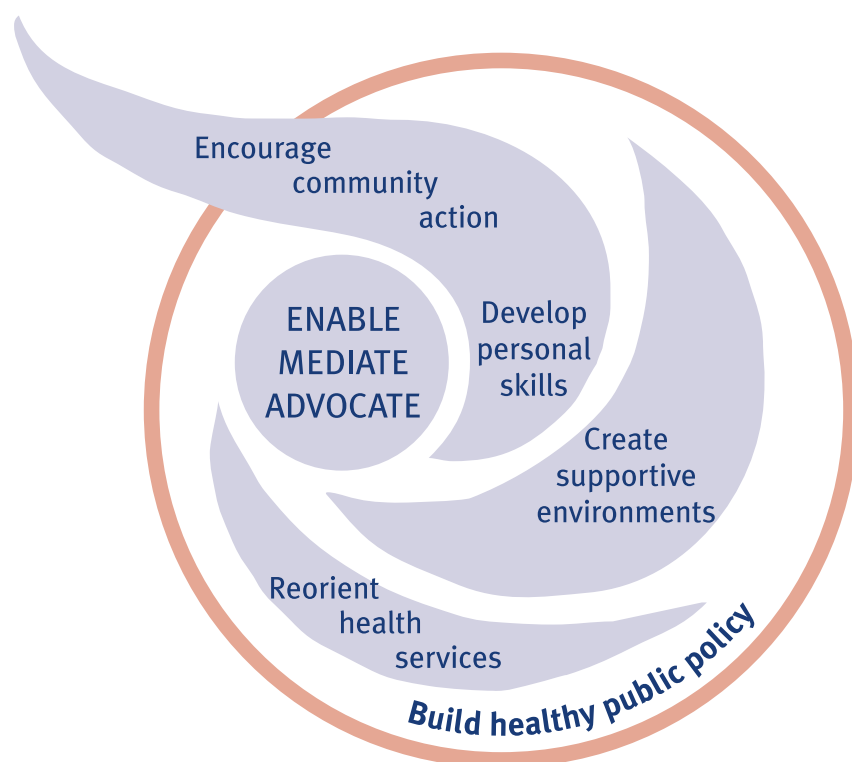 Encourage
community
action
ENABLE
MEDIATE
ADVOCATE
Develop
personal
skills
Create
supportive
environments
Reorient
health
services
Build healthy public policy